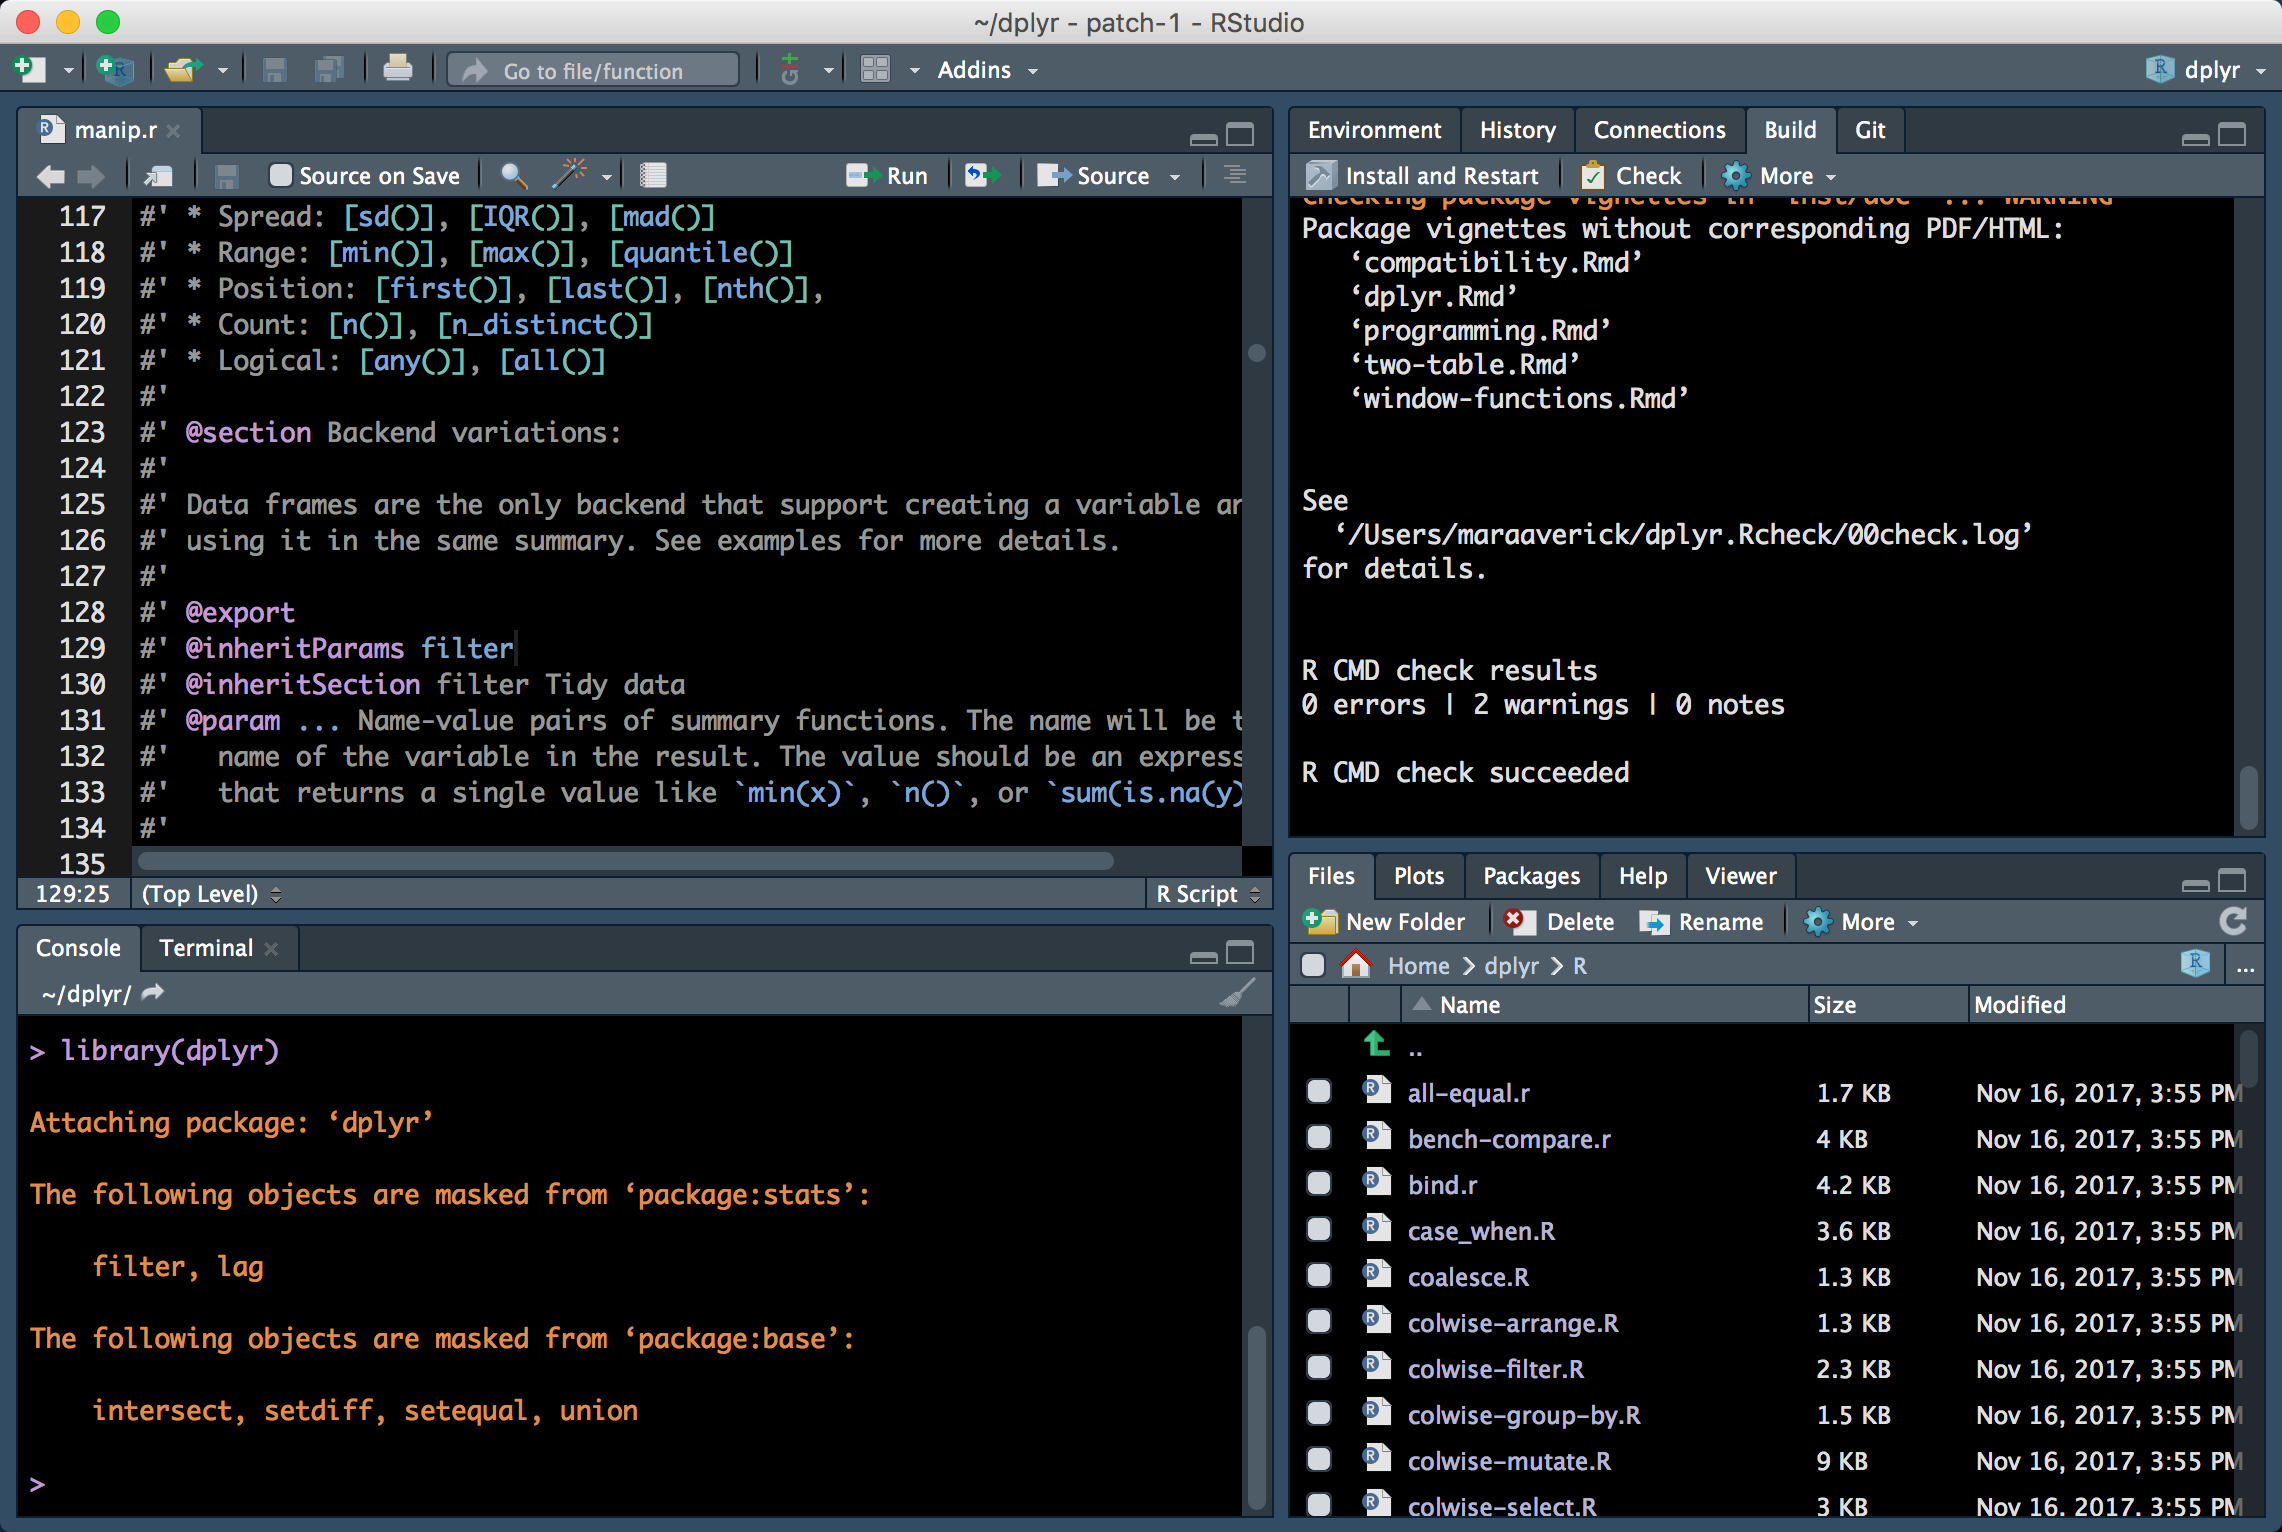 ~/dplyr - patch-1 - RStudio
Go to file/function
Addins
dplyr
manip.r
Source on Save
Run
Source
117 #' * Spread: [sd()], [IQR()], [mad()]
118 #' * Range: [min()], [max()], [quantile()]
119 #' * Position: [first()], [last()], [nth()],
120 #' * Count: [n()], [n_distinct()]
121 #' * Logical: [any()], [all()]
122 #'
123 #' @section Backend variations:
124 #'
125 #' Data frames are the only backend that support creating a variable
126 #' using it in the same summary. See examples for more details.
127 #'
128 #' @export
129 #' @inheritParams filter
130 #' @inheritSection filter Tidy data
131 #' @param ... Name-value pairs of summary functions. The name will be
132 #'   name of the variable in the result. The value should be an
133 #'   that returns a single value like `min(x)`, `n()`, or `sum(is.na(y)
134 #'
135
129:25 (Top Level) R Script
Console Terminal
~/dplyr/
> library(dplyr)
Attaching package: ‘dplyr’
The following objects are masked from ‘package:stats’:
filter, lag
The following objects are masked from ‘package:base’:
intersect, setdiff, setequal, union
>
Environment History Connections Build Git
Install and Restart Check More
checking package vignettes in ‘inst/doc’ ... WARNING
Package vignettes without corresponding PDF/HTML:
‘compatibility.Rmd’
‘dplyr.Rmd’
‘programming.Rmd’
‘two-table.Rmd’
‘window-functions.Rmd’
See
‘/Users/maraaverick/dplyr.Rcheck/00check.log’
for details.
R CMD check results
0 errors | 2 warnings | 0 notes
R CMD check succeeded
Files Plots Packages Help Viewer
New Folder Delete Rename More
Home dplyr R ...
Name Size Modified
..
all-equal.r 1.7 KB Nov 16, 2017, 3:55 PM
bench-compare.r 4 KB Nov 16, 2017, 3:55 PM
bind.r 4.2 KB Nov 16, 2017, 3:55 PM
case_when.R 3.6 KB Nov 16, 2017, 3:55 PM
coalesce.R 1.3 KB Nov 16, 2017, 3:55 PM
colwise-arrange.R 1.3 KB Nov 16, 2017, 3:55 PM
colwise-filter.R 2.3 KB Nov 16, 2017, 3:55 PM
colwise-group-by.R 1.5 KB Nov 16, 2017, 3:55 PM
colwise-mutate.R 9 KB Nov 16, 2017, 3:55 PM
colwise-select.R 3 KB Nov 16, 2017, 3:55 PM